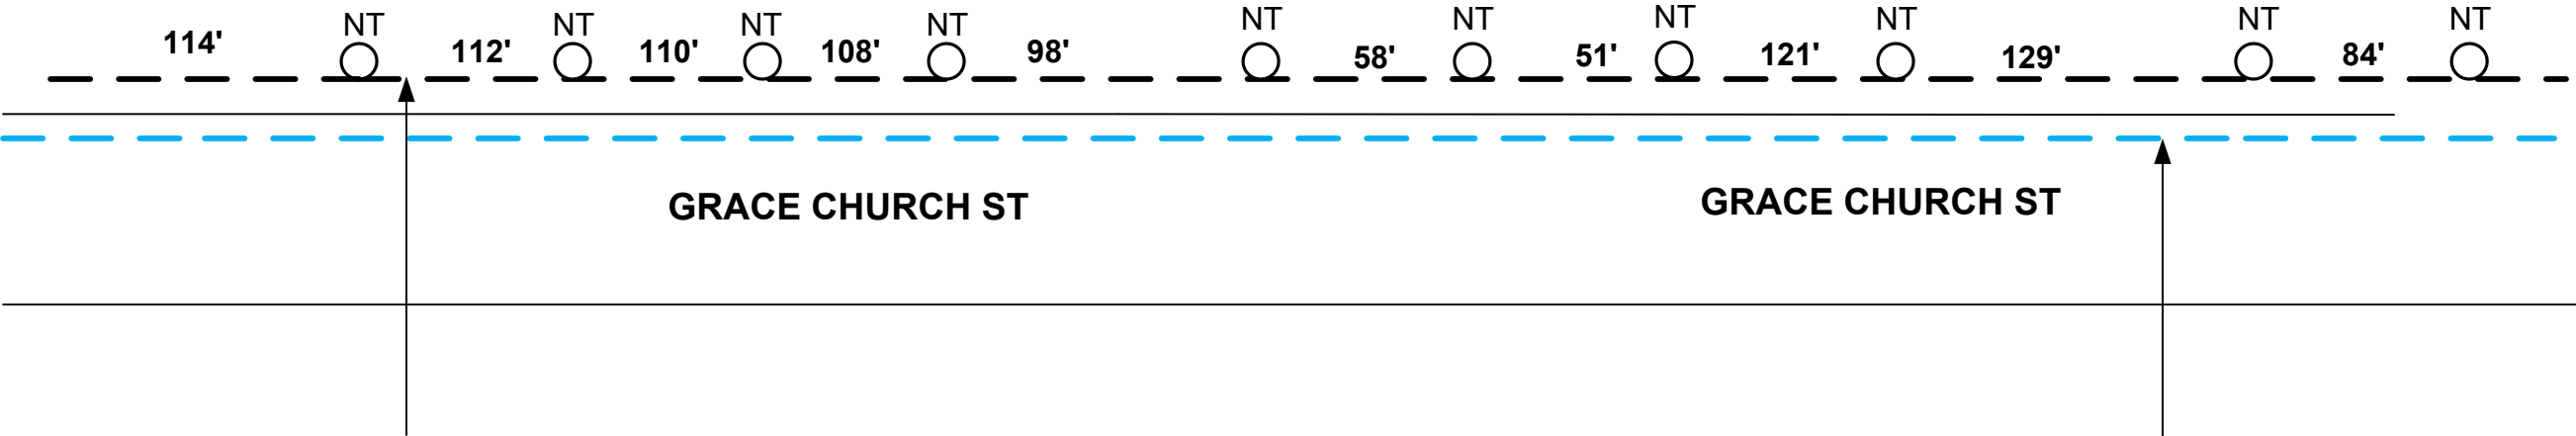 NT NT NT NT NT NT NT NT NT NT
114' 112' 110' 108' 98' 58' 51' 121' 129' 84'
GRACE CHURCH ST GRACE CHURCH ST